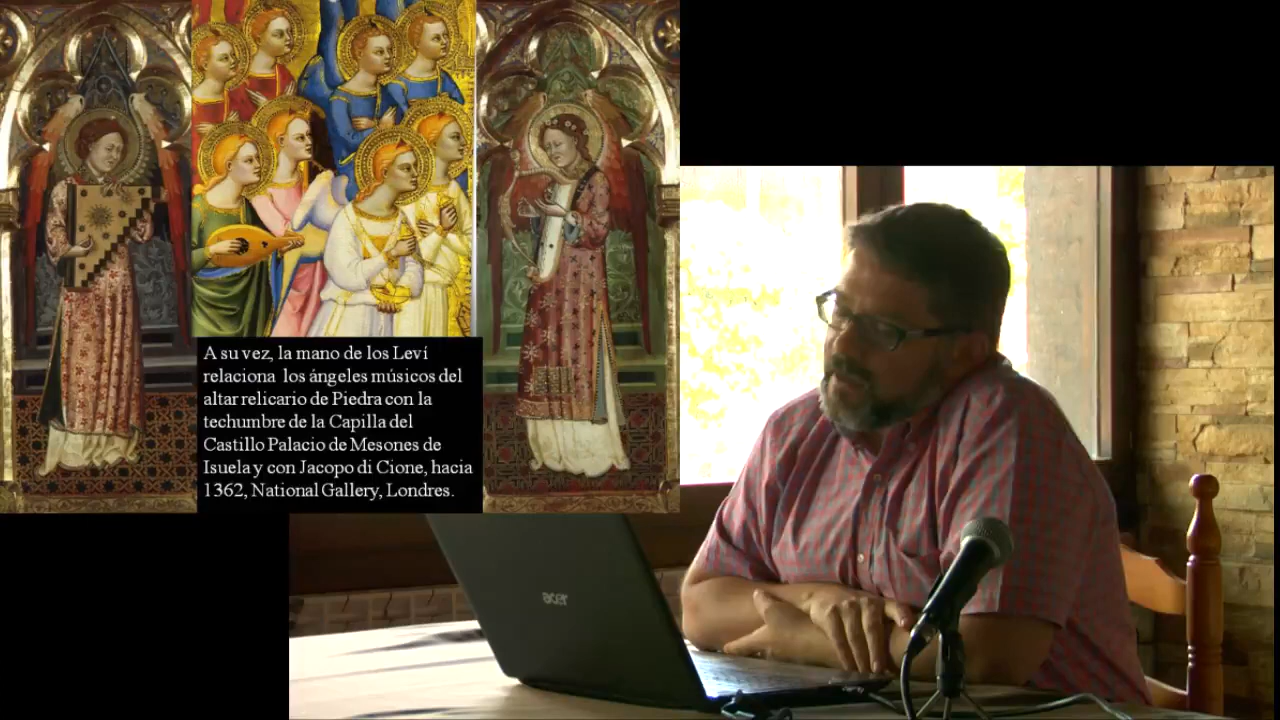 A su vez, la mano de los Leví
relaciona los ángeles músicos del
altar relicario de Piedra con la
techumbre de la Capilla del
Castillo Palacio de Mesones de
Isuela y con Jacopo di Cione, hacia
1362, National Gallery, Londres.
acer